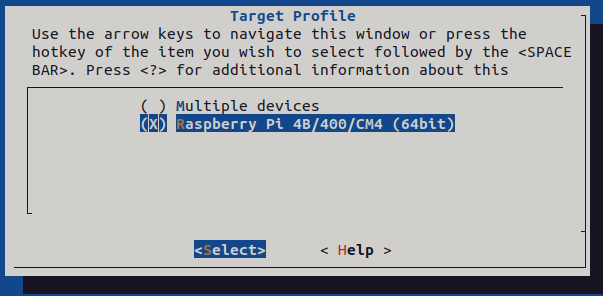 Target Profile
Use the arrow keys to navigate this window or press the
hotkey of the item you wish to select followed by the <SPACE
BAR>. Press <?> for additional information about this
( ) Multiple devices
(X) Raspberry Pi 4B/400/CM4 (64bit)
<Select> < Help >